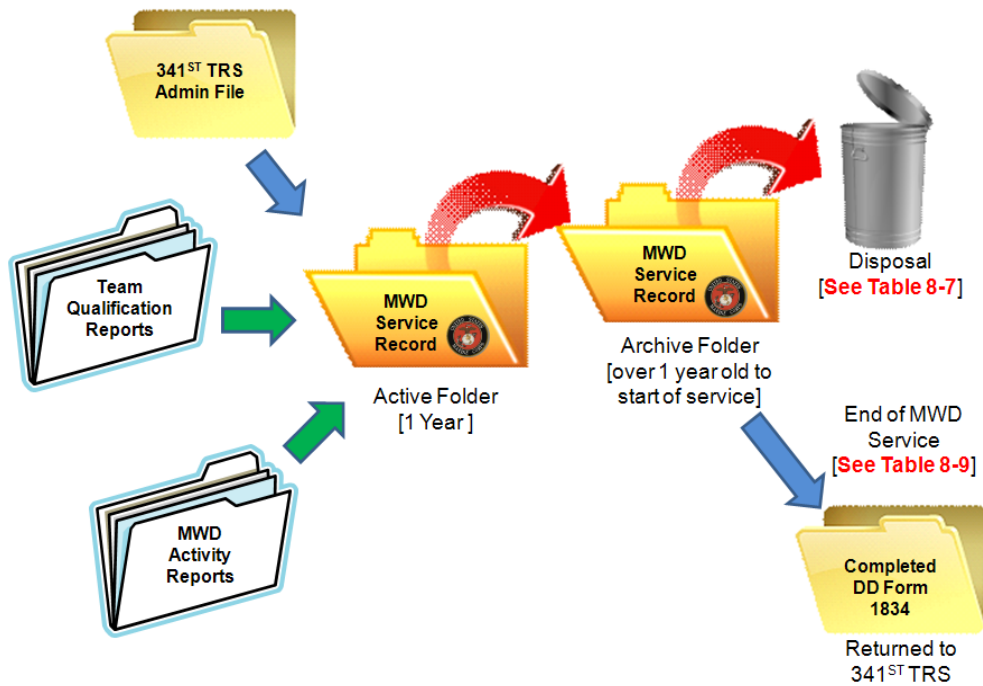 341ST TRS
Admin File
Team
Qualification
Reports
MWD
Activity
Reports
MWD
Service
Record
Active Folder
[1 Year ]
MWD
Service
Record
Archive Folder
[over 1 year old to
start of service]
Disposal
[See Table 8-7]
End of MWD
Service
[See Table 8-9]
Completed
DD Form
1834
Returned to
341ST TRS